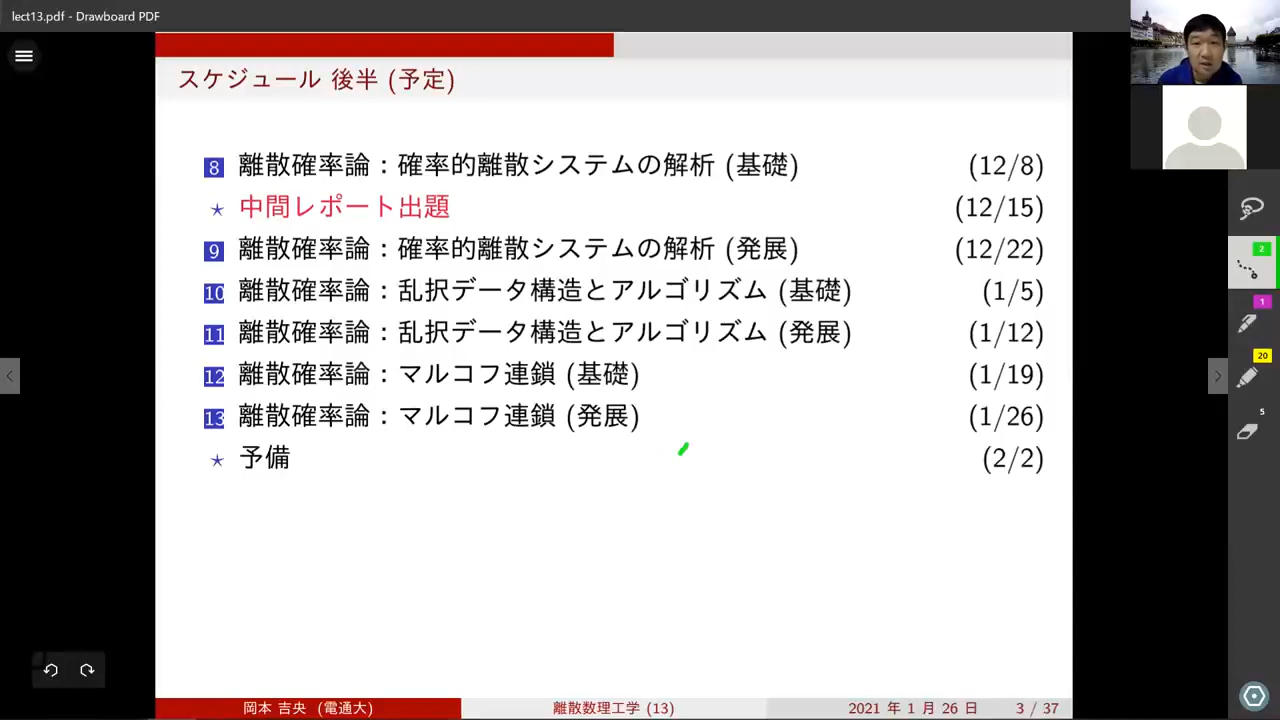 lect13.pdf - Drawboard PDF
スケジュール 後半 (予定)
8 離散確率論：確率的離散システムの解析 (基礎) (12/8)
⋆ 中間レポート出題 (12/15)
9 離散確率論：確率的離散システムの解析 (発展) (12/22)
10 離散確率論：乱択データ構造とアルゴリズム (基礎) (1/5)
11 離散確率論：乱択データ構造とアルゴリズム (発展) (1/12)
12 離散確率論：マルコフ連鎖 (基礎) (1/19)
13 離散確率論：マルコフ連鎖 (発展) (1/26)
⋆ 予備 (2/2)
2
1
20
5
岡本 吉央 (電通大) 離散数理工学 (13) 2021 年 1 月 26 日 3 / 37